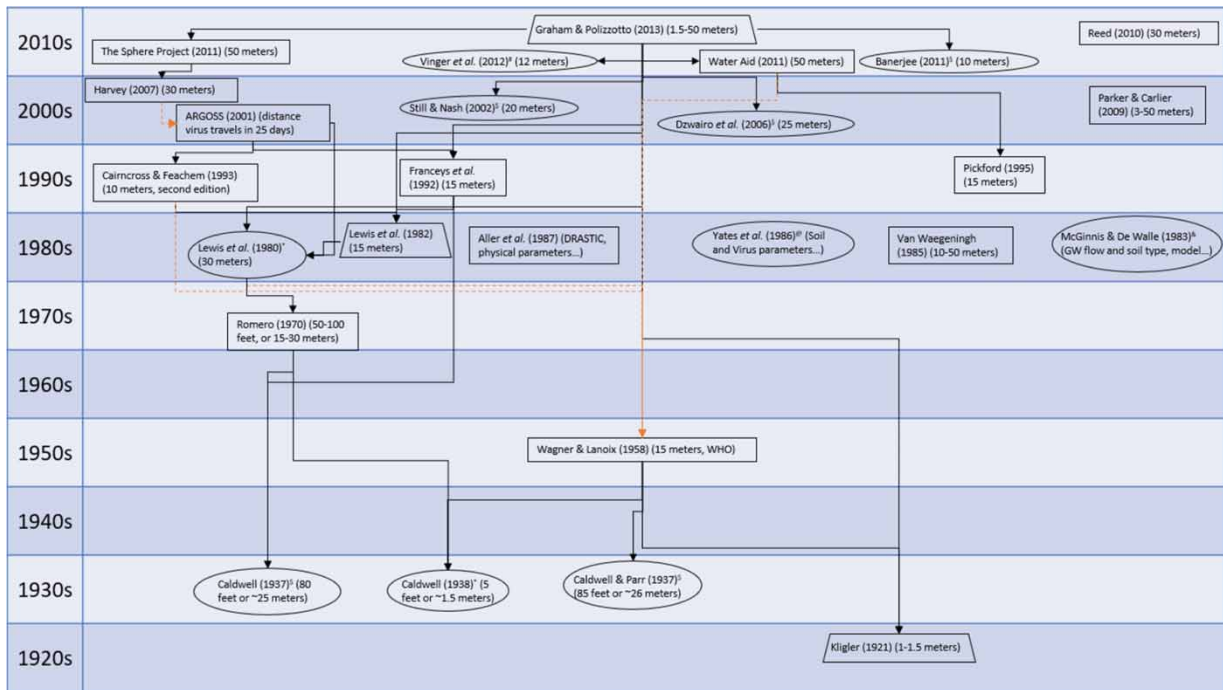 2010s
Graham & Polizzotto (2013) (1.5-50 meters)
Reed (2010) (30 meters)
The Sphere Project (2011) (50 meters)
Vinger et al. (2012)# (12 meters)
Water Aid (2011) (50 meters)
Banerjee (2011)$ (10 meters)
2000s
Harvey (2007) (30 meters)
ARGOSS (2001) (distance
virus travels in 25 days)
Still & Nash (2002)$ (20 meters)
Dzwairo et al. (2006)$ (25 meters)
Parker & Carlier
(2009) (3-50 meters)
1990s
Cairncross & Feachem (1993)
(10 meters, second edition)
Franceys et al.
(1992) (15 meters)
Pickford (1995)
(15 meters)
1980s
Lewis et al. (1980)*
(30 meters)
Lewis et al. (1982)
(15 meters)
Aller et al. (1987) (DRASTIC,
physical parameters...)
Yates et al. (1986)@ (Soil
and Virus parameters...)
Van Waegeningh
(1985) (10-50 meters)
McGinnis & De Walle (1983)&
(GW flow and soil type, model...)
1970s
Romero (1970) (50-100
feet, or 15-30 meters)
1960s
1950s
Wagner & Lanoix (1958) (15 meters, WHO)
1940s
1930s
Caldwell (1937)$ (80
feet or ~25 meters)
Caldwell (1938)* (5
feet or ~1.5 meters)
Caldwell & Parr (1937)$
(85 feet or ~26 meters)
1920s
Kligler (1921) (1-1.5 meters)